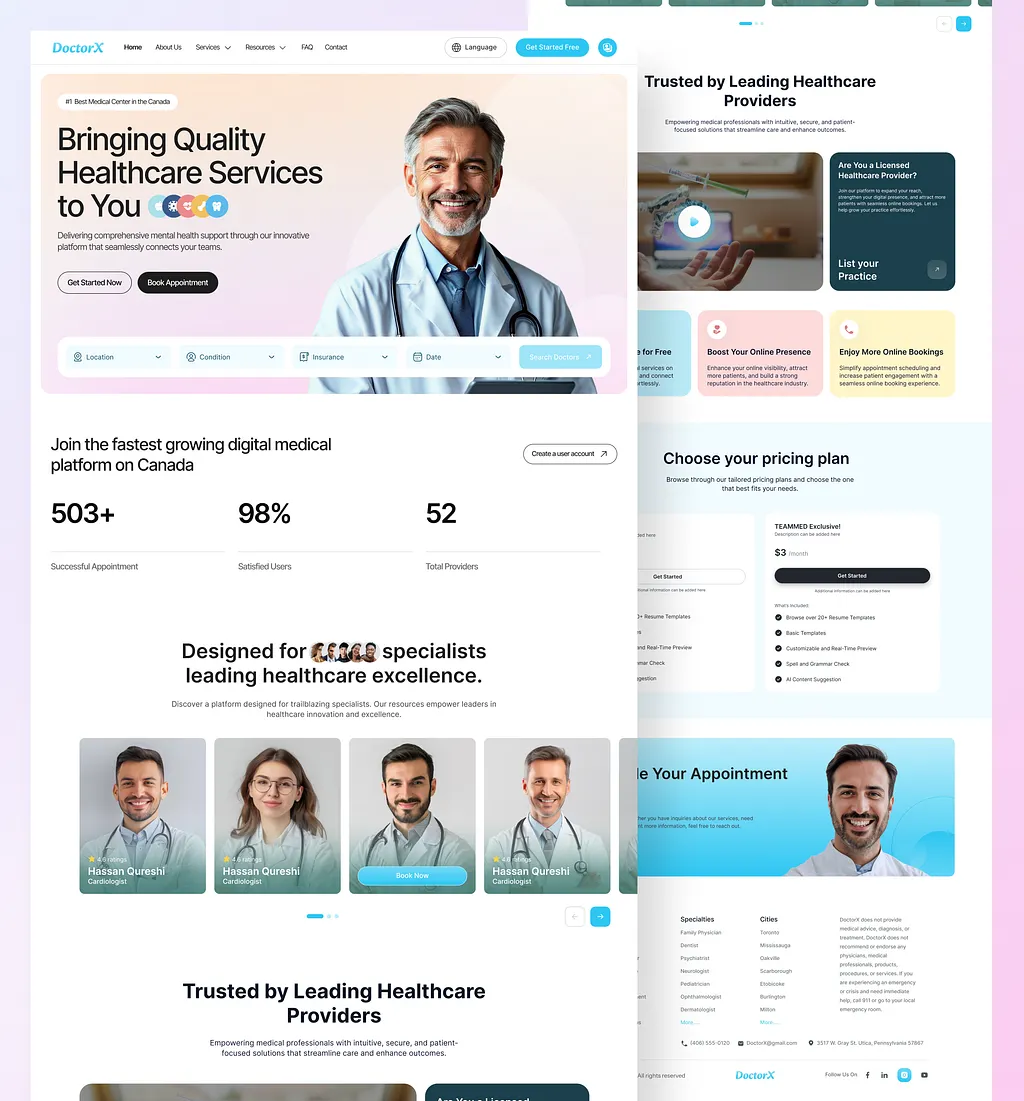 DoctorX
Home
About Us
Services
Resources
FAQ
Contact
Language
Get Started Free
#1 Best Medical Center in the Canada
Bringing Quality
Healthcare Services
to You
Delivering comprehensive mental health support through our innovative
platform that seamlessly connects your teams.
Get Started Now
Book Appointment
Location
Condition
Insurance
Date
Search Doctors
Join the fastest growing digital medical
platform on Canada
Create a user account
503+
98%
52
Successful Appointment
Satisfied Users
Total Providers
Designed for specialists
leading healthcare excellence.
Discover a platform designed for trailblazing specialists. Our resources empower leaders in
healthcare innovation and excellence.
4.6 ratings
Hassan Qureshi
Cardiologist
4.6 ratings
Hassan Qureshi
Cardiologist
Book Now
4.6 ratings
Hassan Qureshi
Cardiologist
Trusted by Leading Healthcare
Providers
Empowering medical professionals with intuitive, secure, and patient-
focused solutions that streamline care and enhance outcomes.
Are You a Licensed
Trusted by Leading Healthcare
Providers
Empowering medical professionals with intuitive, secure, and patient-
focused solutions that streamline care and enhance outcomes.
Are You a Licensed
Healthcare Provider?
Join our platform to expand your reach,
strengthen your digital presence, and attract more
patients with seamless online bookings. Let us
help grow your practice effortlessly.
List your
Practice
for Free
services on
and connect
Boost Your Online Presence
Enhance your online visibility, attract
more patients, and build a strong
reputation in the healthcare industry.
Enjoy More Online Bookings
Simplify appointment scheduling and
increase patient engagement with a
seamless online booking experience.
Choose your pricing plan
Browse through our tailored pricing plans and choose the one
that best fits your needs.
here
Get Started
information can be added here
0+ Resume Templates
and Real-Time Preview
mar Check
gestion
TEAMMED Exclusive!
Description can be added here
$3 /month
Get Started
Additional information can be added here
What's Included:
Browse over 20+ Resume Templates
Basic Templates
Customizable and Real-Time Preview
Spell and Grammar Check
AI Content Suggestion
le Your Appointment
her you have inquiries about our services, need
more information, feel free to reach out.
Specialties
Family Physician
Dentist
Psychiatrist
Neurologist
Pediatrician
Ophthalmologist
Dermatologist
More....
Cities
Toronto
Mississauga
Oakville
Scarborough
Etobicoke
Burlington
Milton
More....
DoctorX does not provide
medical advice, diagnosis, or
treatment, DoctorX does not
recommend or endorse any
physicians, medical
professionals, products,
procedures, or services. If you
are experiencing an emergency
or crisis and need immediate
help, call 911 or go to your local
emergency room.
(406) 555-0120
DoctorX@gmail.com
3517 W. Gray St. Utica, Pennsylvania 57867
All rights reserved
DoctorX
Follow Us On